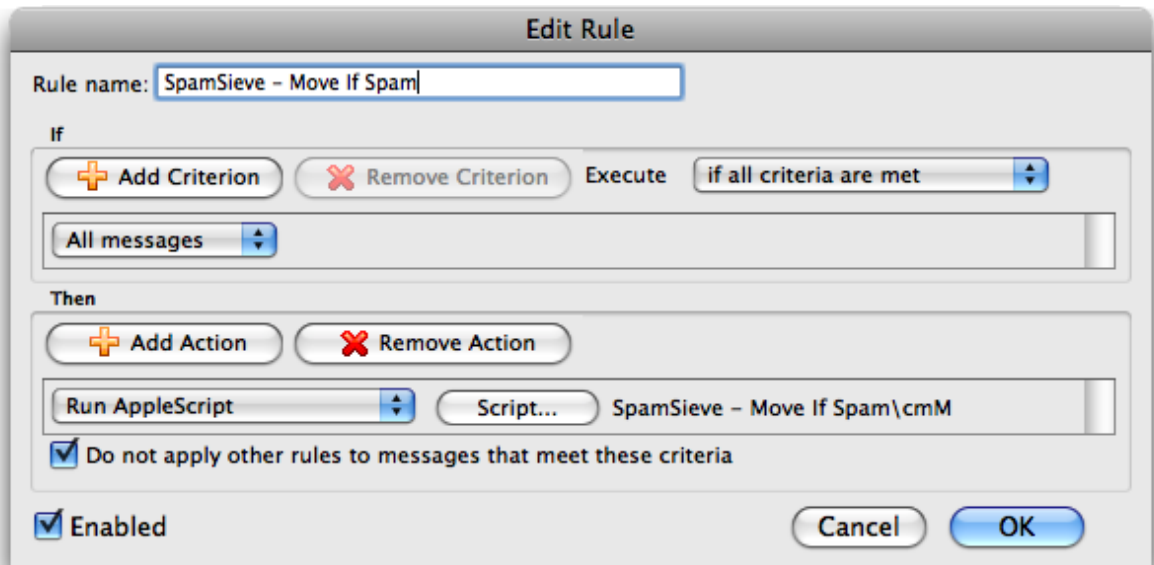 Edit Rule
Rule name: SpamSieve – Move If Spam
If
Add Criterion Remove Criterion Execute if all criteria are met
All messages
Then
Add Action Remove Action
Run AppleScript Script... SpamSieve – Move If Spam\cmM
Do not apply other rules to messages that meet these criteria
Enabled Cancel OK